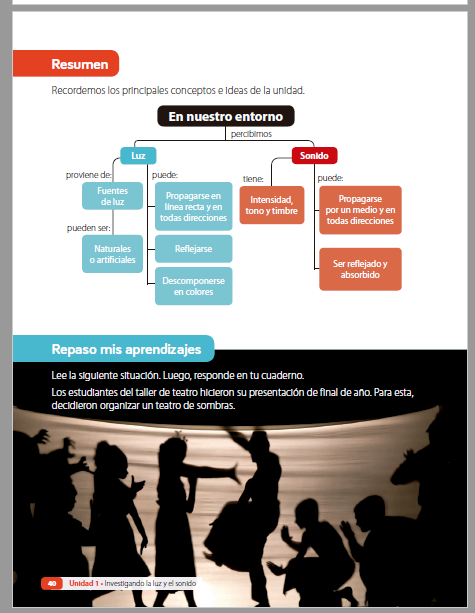 Resumen
Recordemos los principales conceptos e ideas de la unidad.
En nuestro entorno
percibimos
Luz
Sonido
proviene de:
puede:
tiene:
puede:
Fuentes
de luz
Propagarse en
línea recta y en
todas direcciones
Intensidad,
tono y timbre
Propagarse
por un medio y en
todas direcciones
pueden ser:
Naturales
o artificiales
Reflejarse
Ser reflejado y
absorbido
Descomponerse
en colores
Repaso mis aprendizajes
Lee la siguiente situación. Luego, responde en tu cuaderno.
Los estudiantes del taller de teatro hicieron su presentación de final de año. Para esta,
decidieron organizar un teatro de sombras.
40 Unidad 1 • Investigando la luz y el sonido